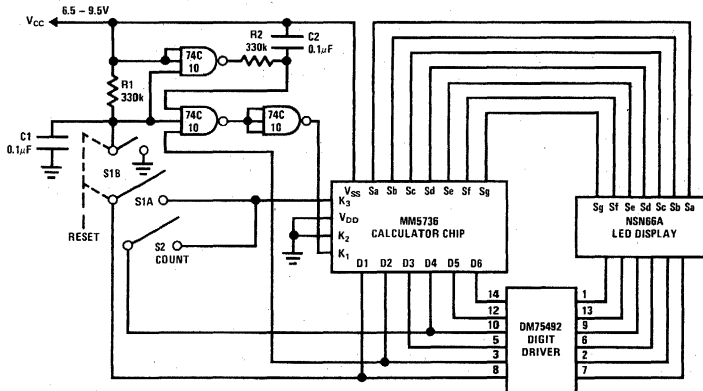 6.5 – 9.5V
VCC
R1
330k
C1
0.1µF
74C
10
R2
330k
C2
0.1µF
74C
10
74C
10
S1B
S1A
RESET
S2
COUNT
VSS Sa Sb Sc Sd Se Sf Sg
K3
VDD
K2
K1
MM5736
CALCULATOR CHIP
D1 D2 D3 D4 D5 D6
Sg Sf Se Sd Sc Sb Sa
NSN66A
LED DISPLAY
14
12
10
5
3
8
DM75492
DIGIT
DRIVER
1
13
9
6
2
7